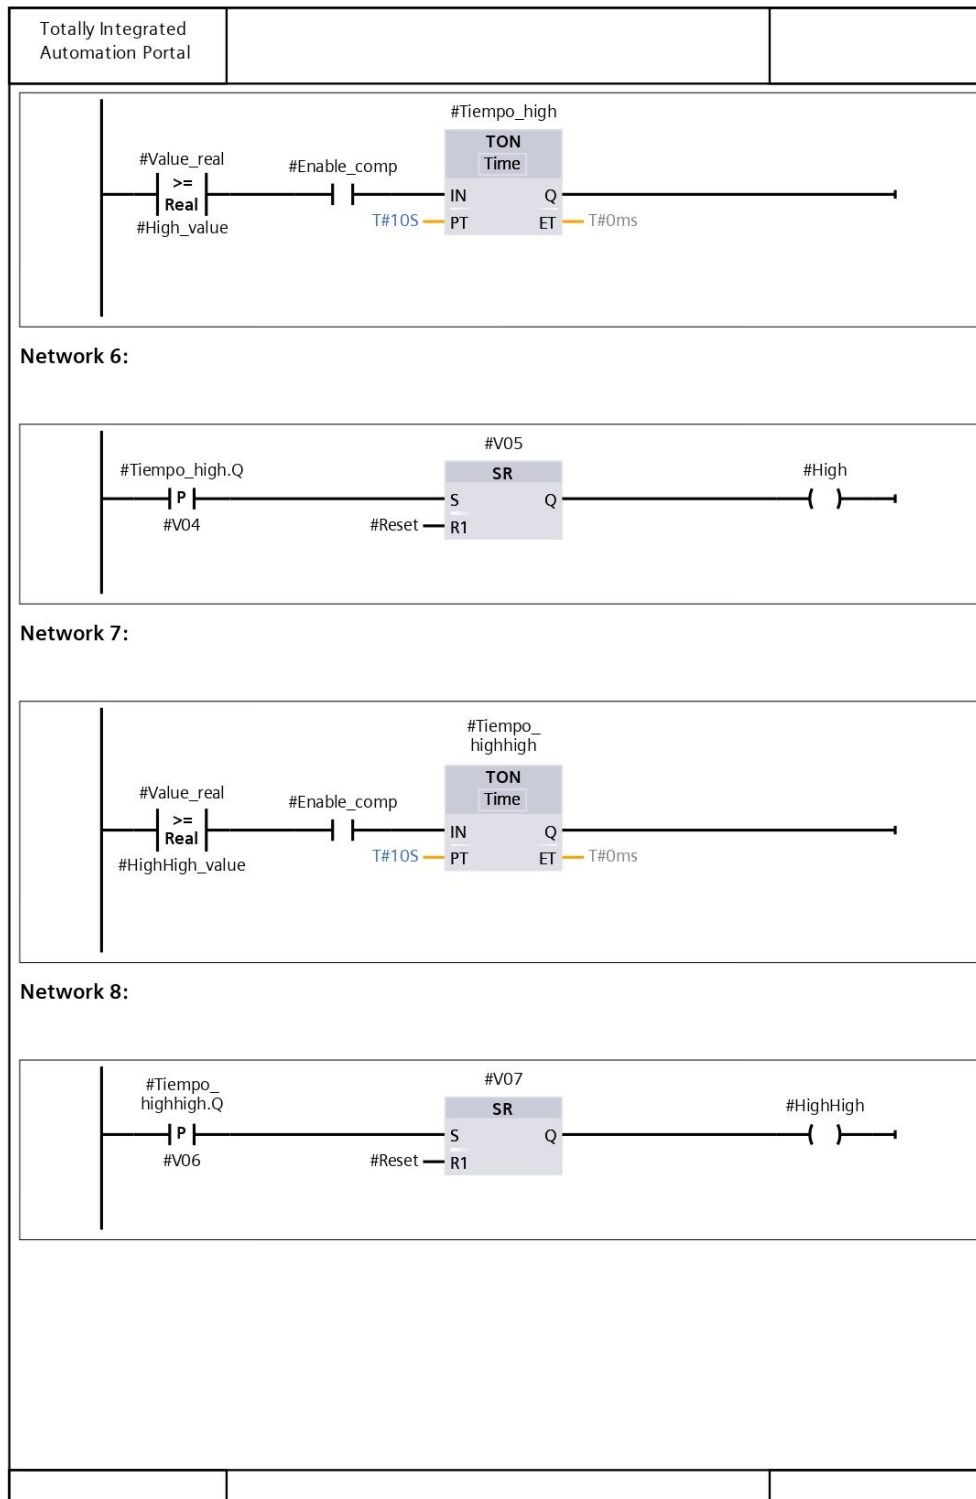 Totally Integrated
Automation Portal
#Tiempo_high
TON
Time
#Value_real
#Enable_comp
>=
Real
IN
Q
#High_value
T#10S
PT
ET
T#0ms
Network 6:
#V05
#Tiempo_high.Q
SR
#High
P
S
Q
#V04
#Reset
R1
Network 7:
#Tiempo_
highhigh
TON
Time
#Value_real
#Enable_comp
>=
Real
IN
Q
#HighHigh_value
T#10S
PT
ET
T#0ms
Network 8:
#Tiempo_
highhigh.Q
#V07
SR
#HighHigh
P
S
Q
#V06
#Reset
R1